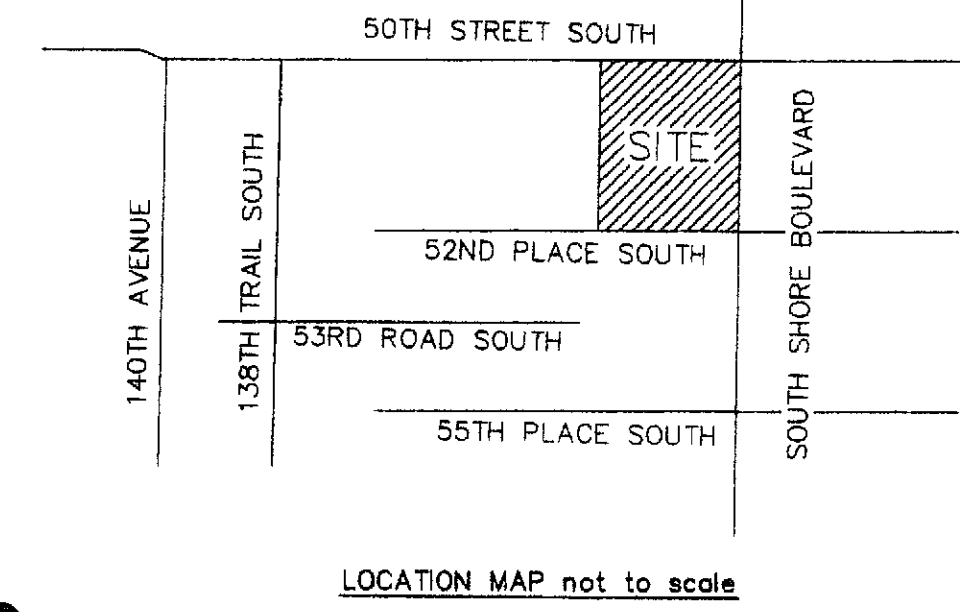 50TH STREET SOUTH
SITE
SOUTH SHORE BOULEVARD
138TH TRAIL SOUTH
140TH AVENUE
52ND PLACE SOUTH
53RD ROAD SOUTH
55TH PLACE SOUTH
LOCATION MAP not to scale